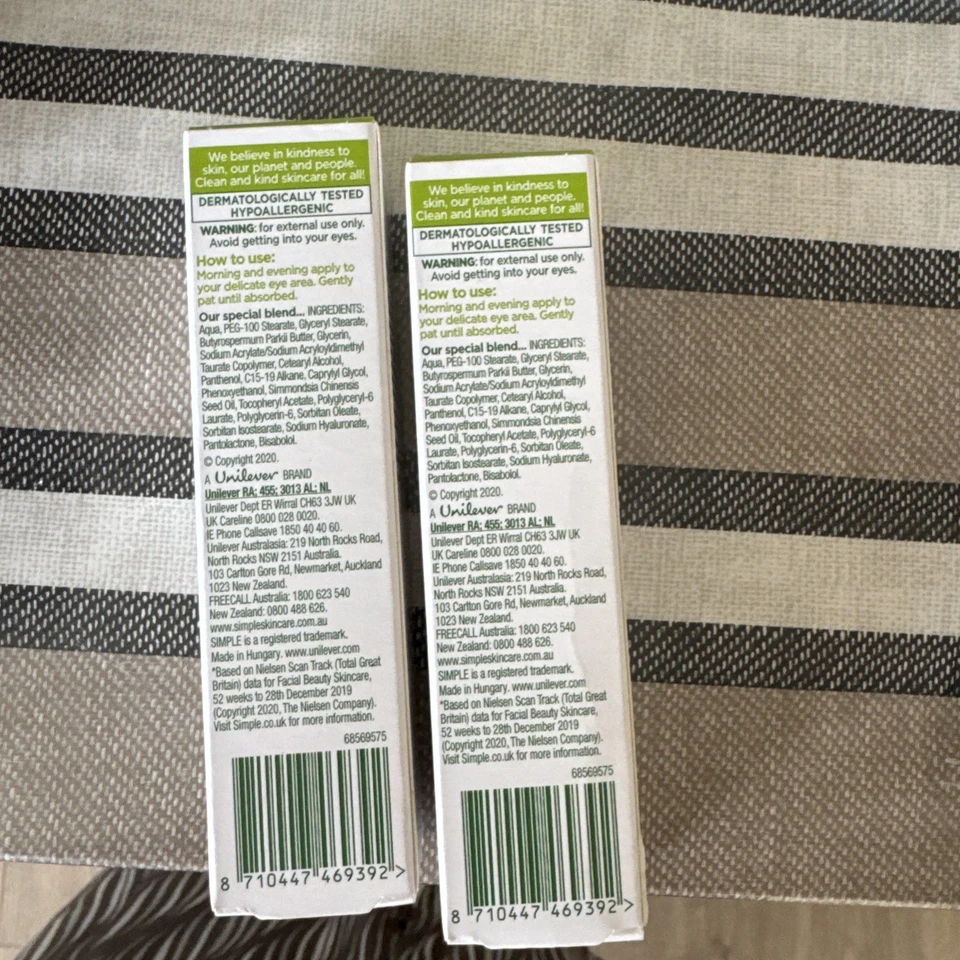 We believe in kindness to
skin, our planet and people.
Clean and kind skincare for all!
DERMATOLOGICALLY TESTED
HYPOALLERGENIC
WARNING: for external use only.
Avoid getting into your eyes.
How to use:
Morning and evening apply to
your delicate eye area. Gently
pat until absorbed.
Our special blend... INGREDIENTS:
Aqua, PEG-100 Stearate, Glyceryl Stearate,
Butyrospermum Parkii Butter, Glycerin,
Sodium Acrylate/Sodium Acryloyldimethyl
Taurate Copolymer, Cetearyl Alcohol,
Panthenol, C15-19 Alkane, Caprylyl Glycol,
Phenoxyethanol, Simmondsia Chinensis
Seed Oil, Tocopheryl Acetate, Polyglyceryl-6
Laurate, Polyglycerin-6, Sorbitan Oleate,
Sorbitan Isostearate, Sodium Hyaluronate,
Pantolactone, Bisabolol.
© Copyright 2020.
A Unilever BRAND
Unilever RA; 455; 3013 AL; NL
Unilever Dept ER Wirral CH63 3JW UK
UK Careline 0800 028 0020.
IE Phone Callsave 1850 40 40 60.
Unilever Australasia: 219 North Rocks Road,
North Rocks NSW 2151 Australia.
103 Carlton Gore Rd, Newmarket, Auckland
1023 New Zealand.
FREECALL Australia: 1800 623 540
New Zealand: 0800 488 626.
www.simpleskincare.com.au
SIMPLE is a registered trademark.
Made in Hungary. www.unilever.com
*Based on Nielsen Scan Track (Total Great
Britain) data for Facial Beauty Skincare,
52 weeks to 28th December 2019
(Copyright 2020, The Nielsen Company).
Visit Simple.co.uk for more information.
68569575
8 710447 469392 >
We believe in kindness to
skin, our planet and people.
Clean and kind skincare for all!
DERMATOLOGICALLY TESTED
HYPOALLERGENIC
WARNING: for external use only.
Avoid getting into your eyes.
How to use:
Morning and evening apply to
your delicate eye area. Gently
pat until absorbed.
Our special blend... INGREDIENTS:
Aqua, PEG-100 Stearate, Glyceryl Stearate,
Butyrospermum Parkii Butter, Glycerin,
Sodium Acrylate/Sodium Acryloyldimethyl
Taurate Copolymer, Cetearyl Alcohol,
Panthenol, C15-19 Alkane, Caprylyl Glycol,
Phenoxyethanol, Simmondsia Chinensis
Seed Oil, Tocopheryl Acetate, Polyglyceryl-6
Laurate, Polyglycerin-6, Sorbitan Oleate,
Sorbitan Isostearate, Sodium Hyaluronate,
Pantolactone, Bisabolol.
© Copyright 2020.
A Unilever BRAND
Unilever RA; 455; 3013 AL; NL
Unilever Dept ER Wirral CH63 3JW UK
UK Careline 0800 028 0020.
IE Phone Callsave 1850 40 40 60.
Unilever Australasia: 219 North Rocks Road,
North Rocks NSW 2151 Australia.
103 Carlton Gore Rd, Newmarket, Auckland
1023 New Zealand.
FREECALL Australia: 1800 623 540
New Zealand: 0800 488 626.
www.simpleskincare.com.au
SIMPLE is a registered trademark.
Made in Hungary. www.unilever.com
*Based on Nielsen Scan Track (Total Great
Britain) data for Facial Beauty Skincare,
52 weeks to 28th December 2019
(Copyright 2020, The Nielsen Company).
Visit Simple.co.uk for more information.
68569575
8 710447 469392 >